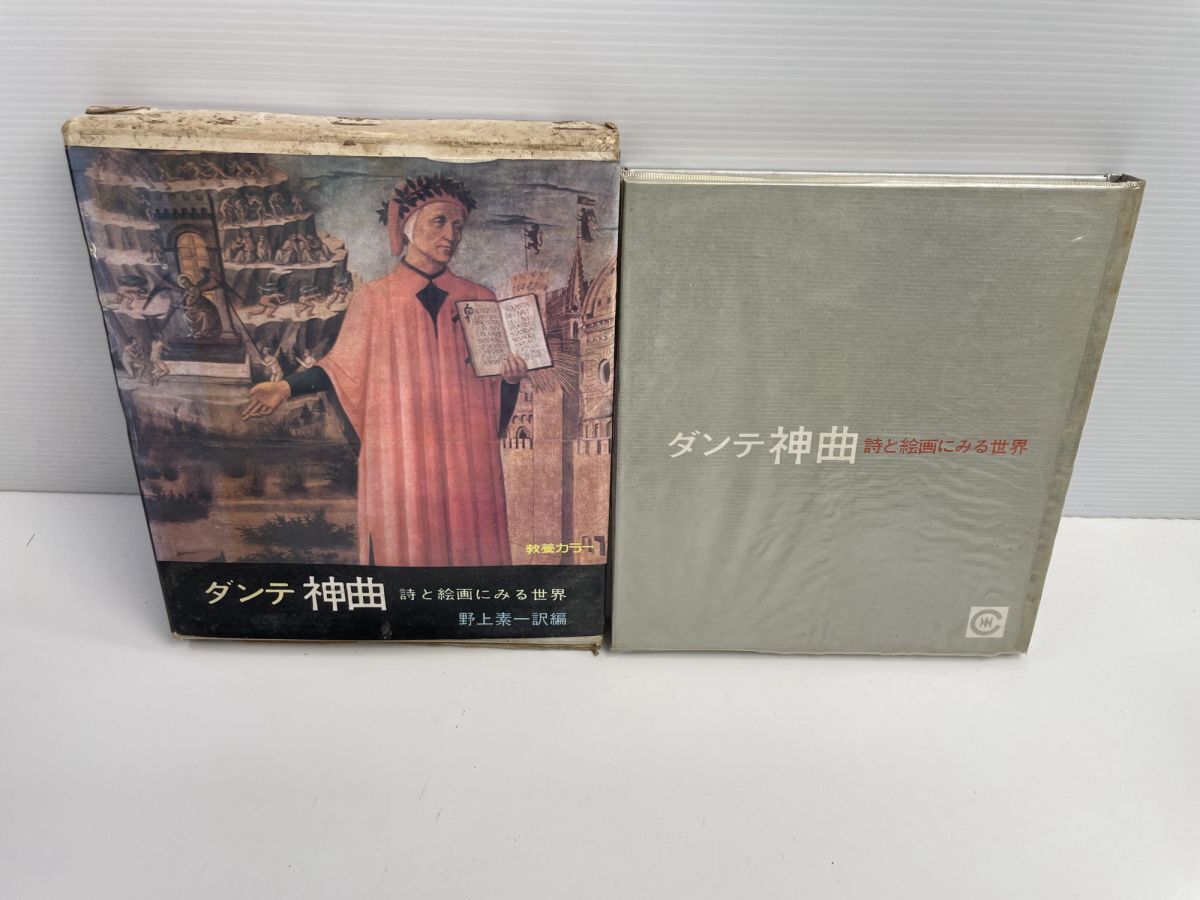 教養カラー
ダンテ 神曲 詩と絵画にみる世界
野上素一訳編
ダンテ 神曲 詩と絵画にみる世界